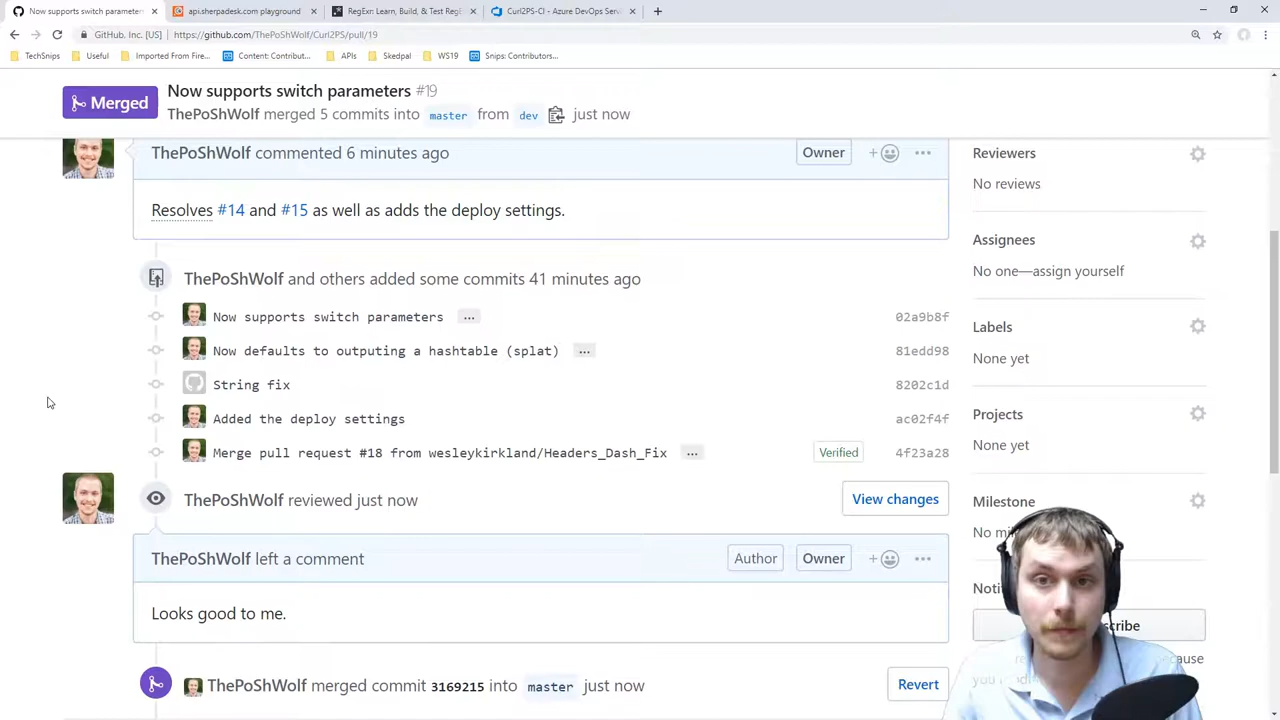 Now supports switch parameters
api.sherpadesk.com playground
RegExr: Learn, Build, & Test RegE
Curl2PS-CI - Azure DevOps Servi
GitHub, Inc. [US]
https://github.com/ThePoShWolf/Curl2PS/pull/19
TechSnips
Useful
Imported From Fire...
Content: Contribut...
APIs
Skedpal
WS19
Snips: Contributors...
Merged
Now supports switch parameters #19
ThePoShWolf merged 5 commits into master from dev just now
ThePoShWolf commented 6 minutes ago
Owner
Resolves #14 and #15 as well as adds the deploy settings.
ThePoShWolf and others added some commits 41 minutes ago
Now supports switch parameters ... 02a9b8f
Now defaults to outputing a hashtable (splat) ... 81edd98
String fix 8202c1d
Added the deploy settings ac02f4f
Merge pull request #18 from wesleykirkland/Headers_Dash_Fix ... Verified 4f23a28
ThePoShWolf reviewed just now
View changes
ThePoShWolf left a comment
Author
Owner
Looks good to me.
ThePoShWolf merged commit 3169215 into master just now
Revert
Reviewers
No reviews
Assignees
No one—assign yourself
Labels
None yet
Projects
None yet
Milestone
No